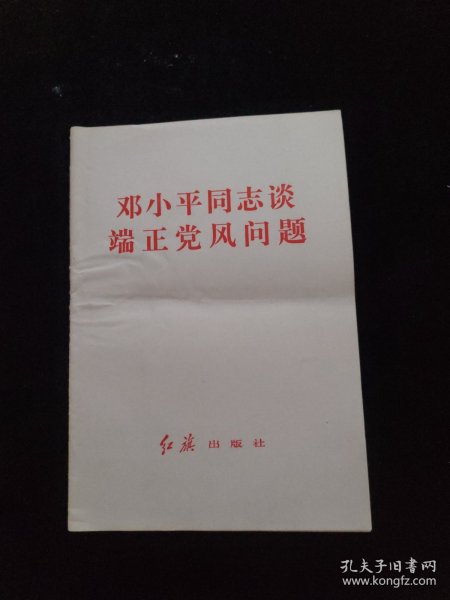 邓小平同志谈
端正党风问题
红旗 出版社
孔夫子旧书网
www.kongfz.com